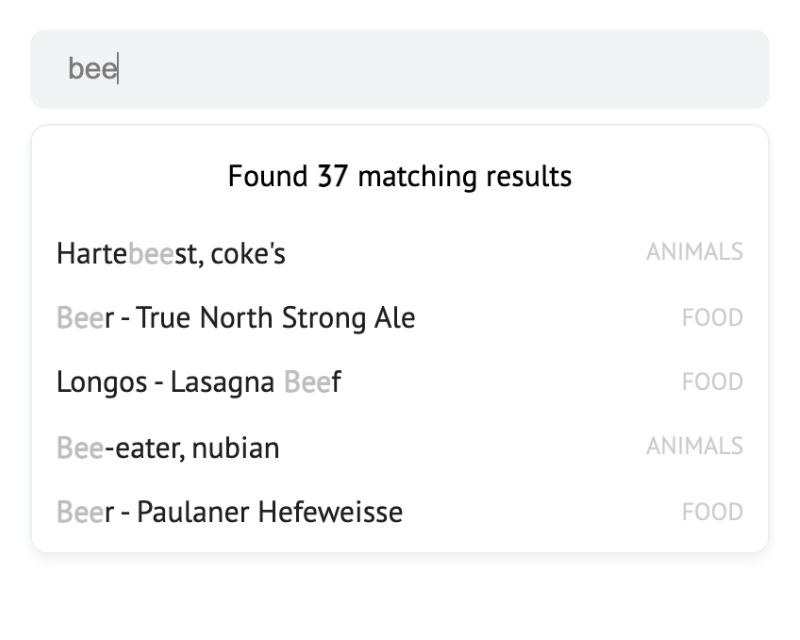 bee
Found 37 matching results
Hartebeest, coke's ANIMALS
Beer - True North Strong Ale FOOD
Longos - Lasagna Beef FOOD
Bee-eater, nubian ANIMALS
Beer - Paulaner Hefeweisse FOOD